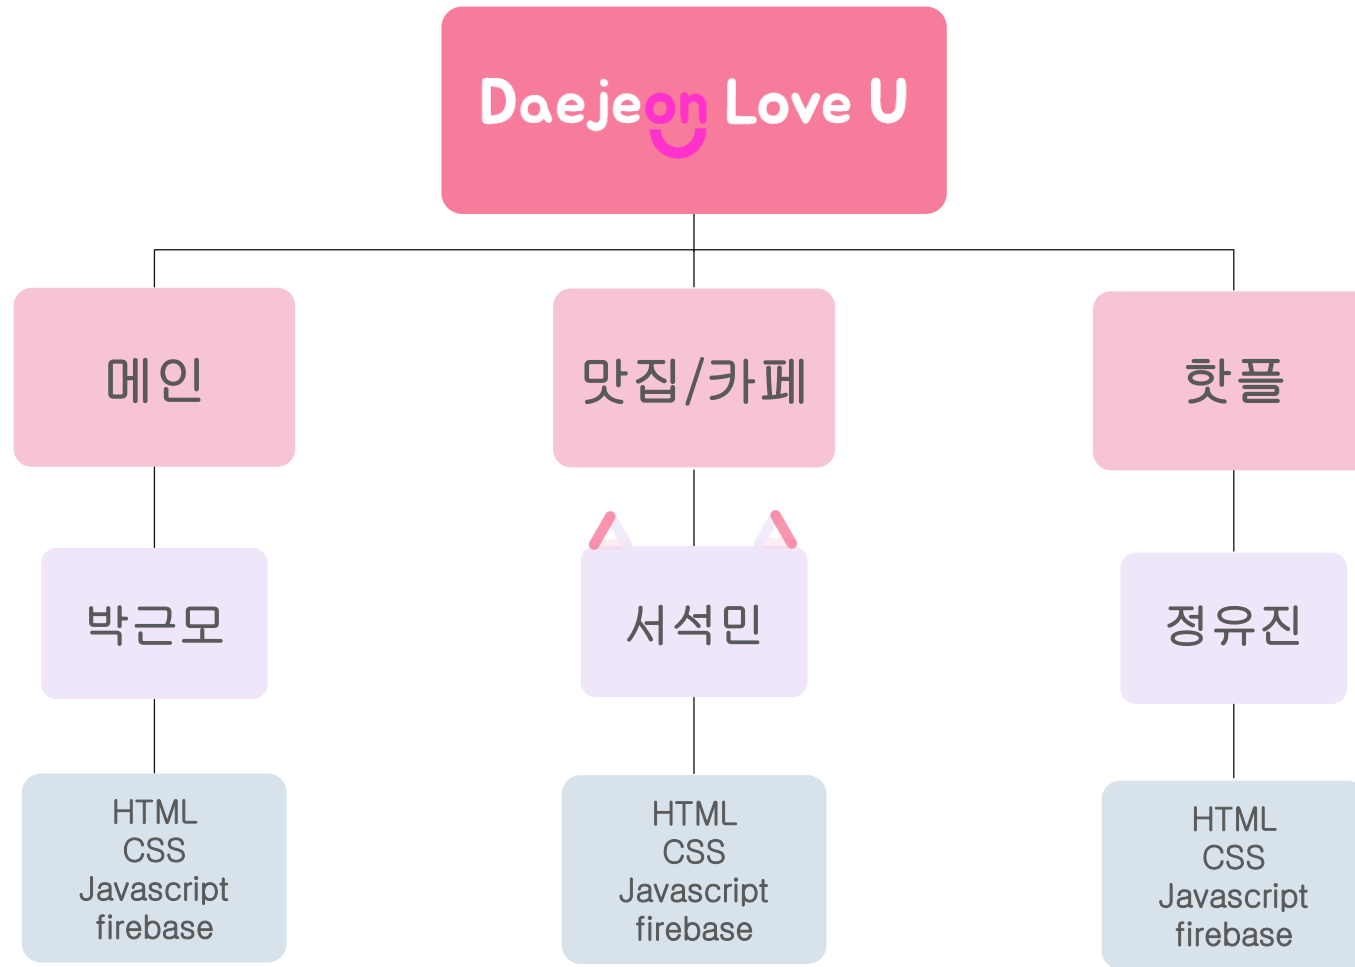 Daejeon Love U
메인
맛집/카페
핫플
박근모
서석민
정유진
HTML
CSS
Javascript
firebase
HTML
CSS
Javascript
firebase
HTML
CSS
Javascript
firebase